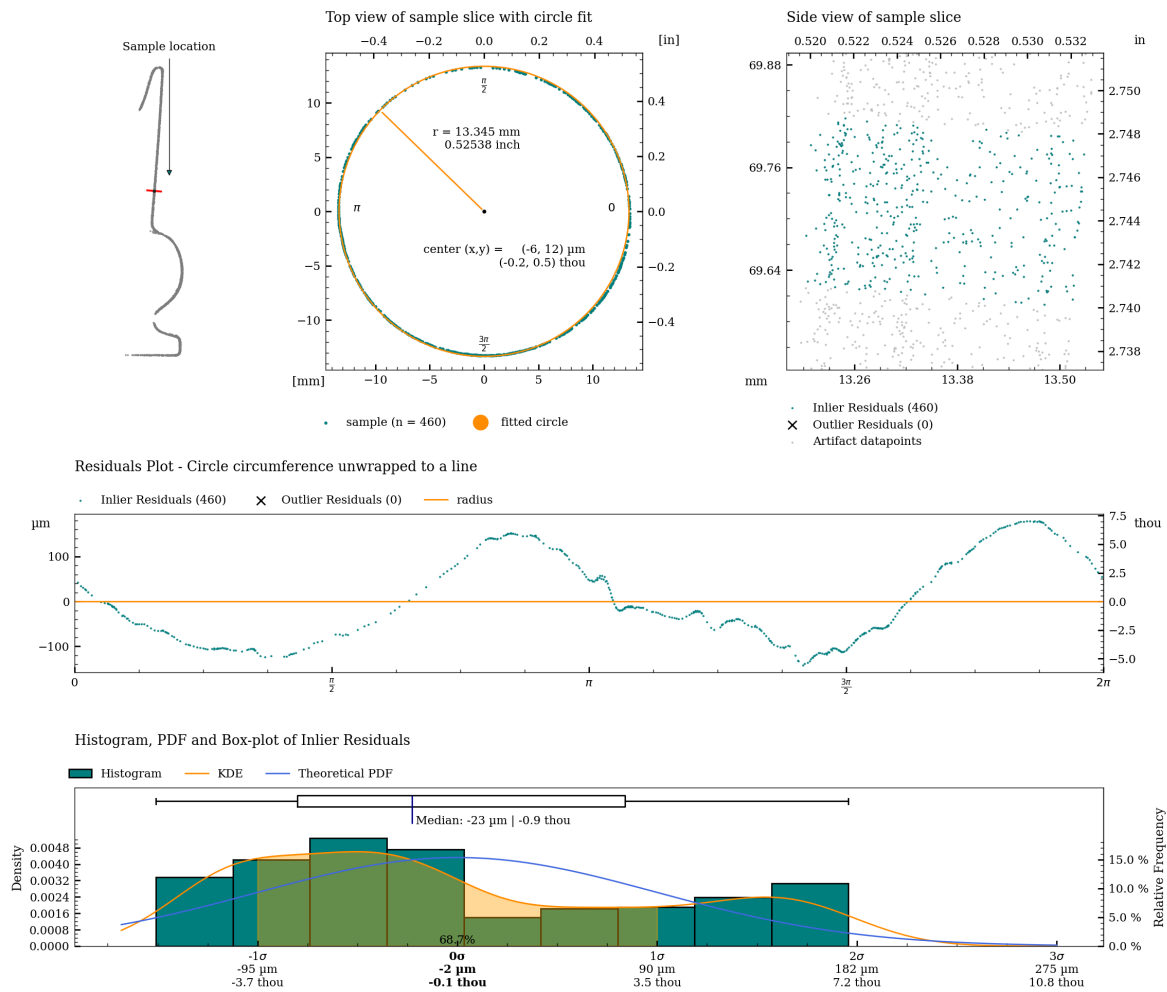 Sample location
Top view of sample slice with circle fit
−0.4 −0.2 0.0 0.2 0.4 [in]
10 5 0 −5 −10
0.4 0.2 0.0 −0.2 −0.4
π/2
r = 13.345 mm
0.52538 inch
π
0
center (x,y) = (-6, 12) µm
(-0.2, 0.5) thou
3π/2
[mm] −10 −5 0 5 10
sample (n = 460) fitted circle
Side view of sample slice
0.520 0.522 0.524 0.526 0.528 0.530 0.532 in
69.88 69.76 69.64
2.750 2.748 2.746 2.744 2.742 2.740 2.738
mm 13.26 13.38 13.50
Inlier Residuals (460)
Outlier Residuals (0)
Artifact datapoints
Residuals Plot - Circle circumference unwrapped to a line
Inlier Residuals (460) Outlier Residuals (0) radius
µm 7.5 thou
5.0
100
2.5
0 0.0
−2.5
−100
−5.0
0 π/2 π 3π/2 2π
Histogram, PDF and Box-plot of Inlier Residuals
Histogram KDE Theoretical PDF
Median: -23 µm | -0.9 thou
Density
0.0048 0.0040 0.0032 0.0024 0.0016 0.0008 0.0000
15.0 % 10.0 % 5.0 % 0.0 %
Relative Frequency
68.7%
-1σ 0σ 1σ 2σ 3σ
-95 µm -2 µm 90 µm 182 µm 275 µm
-3.7 thou -0.1 thou 3.5 thou 7.2 thou 10.8 thou